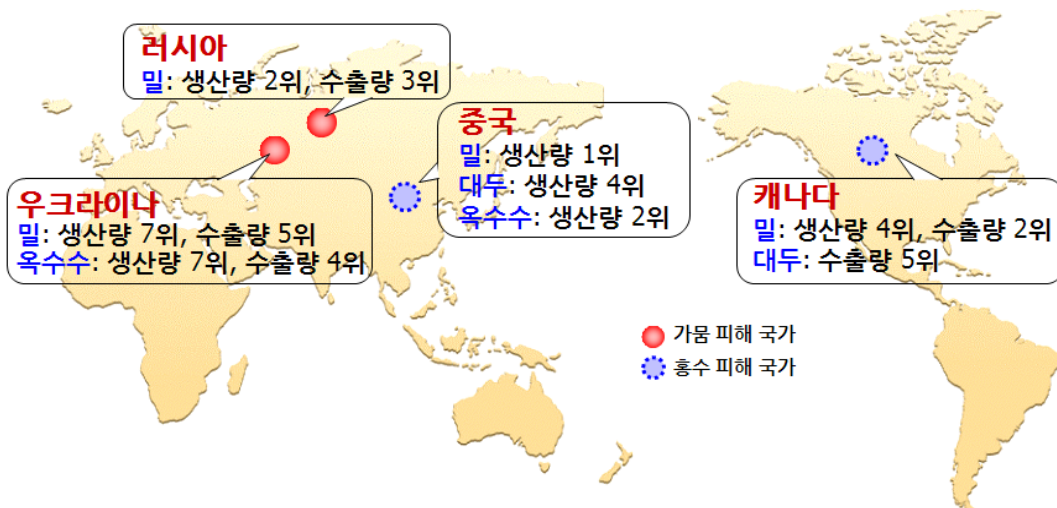 러시아
밀: 생산량 2위, 수출량 3위
중국
밀: 생산량 1위
대두: 생산량 4위
옥수수: 생산량 2위
우크라이나
밀: 생산량 7위, 수출량 5위
옥수수: 생산량 7위, 수출량 4위
캐나다
밀: 생산량 4위, 수출량 2위
대두: 수출량 5위
가뭄 피해 국가
홍수 피해 국가